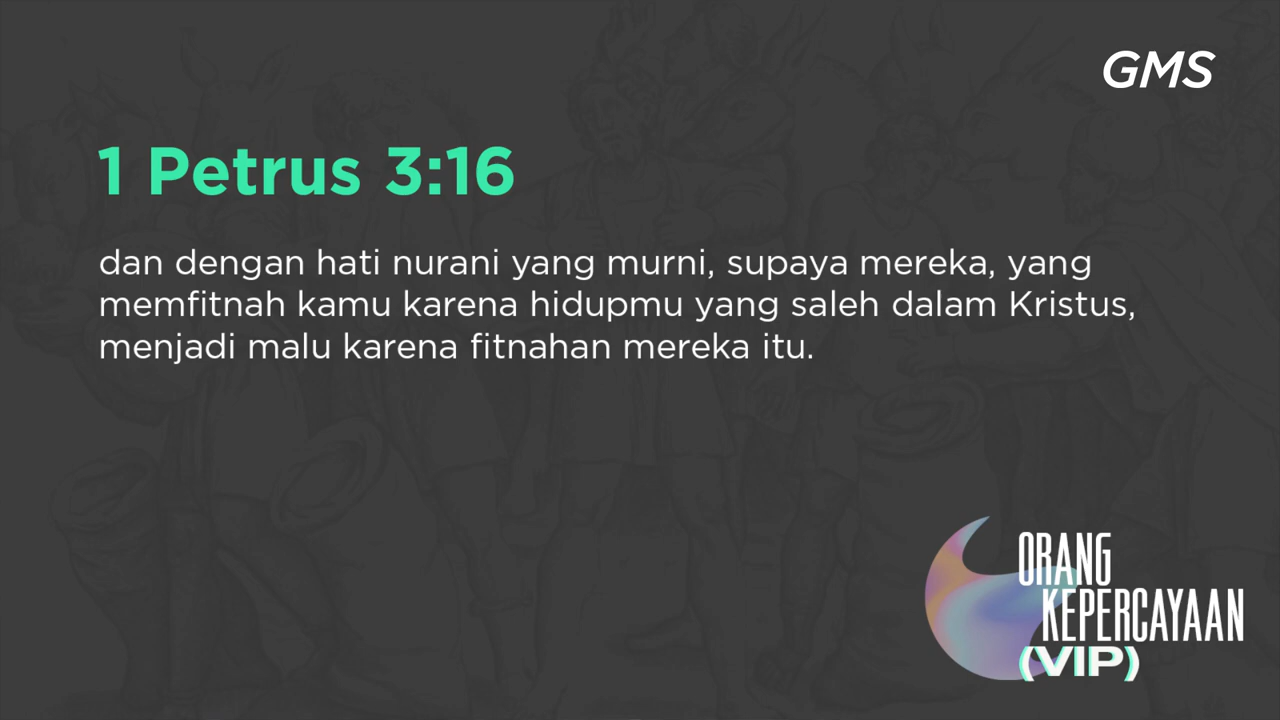 GMS
1 Petrus 3:16
dan dengan hati nurani yang murni, supaya mereka, yang
memfitnah kamu karena hidupmu yang saleh dalam Kristus,
menjadi malu karena fitnahan mereka itu.
ORANG
KEPERCAYAAN
(VIP)